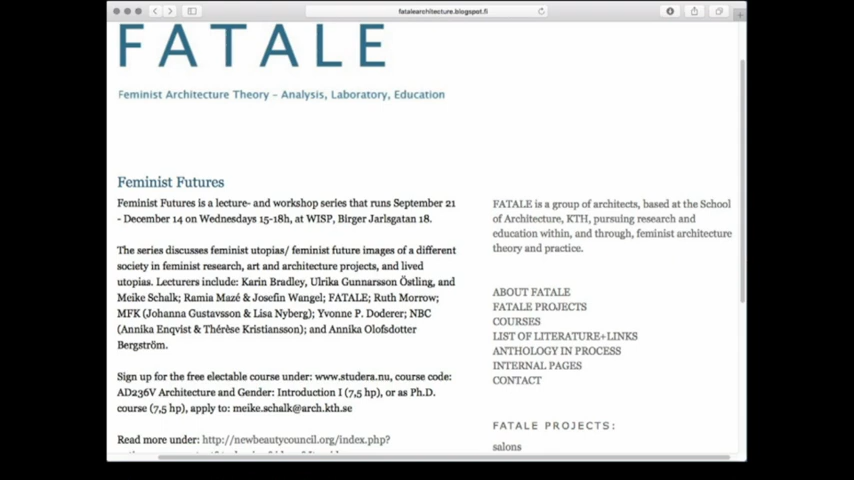 fatalearchitecture.blogspot.fi
FATALE
Feminist Architecture Theory – Analysis, Laboratory, Education
Feminist Futures
Feminist Futures is a lecture- and workshop series that runs September 21
- December 14 on Wednesdays 15-18h, at WISP, Birger Jarlsgatan 18.
The series discusses feminist utopias/ feminist future images of a different
society in feminist research, art and architecture projects, and lived
utopias. Lecturers include: Karin Bradley, Ulrika Gunnarsson Östling, and
Meike Schalk; Ramia Mazé & Josefin Wangel; FATALE; Ruth Morrow;
MFK (Johanna Gustavsson & Lisa Nyberg); Yvonne P. Doderer; NBC
(Annika Enqvist & Thérèse Kristiansson); and Annika Olofsdotter
Bergström.
Sign up for the free electable course under: www.studera.nu, course code:
AD236V Architecture and Gender: Introduction I (7,5 hp), or as Ph.D.
course (7,5 hp), apply to: meike.schalk@arch.kth.se
Read more under: http://newbeautycouncil.org/index.php?
FATALE is a group of architects, based at the School
of Architecture, KTH, pursuing research and
education within, and through, feminist architecture
theory and practice.
ABOUT FATALE
FATALE PROJECTS
COURSES
LIST OF LITERATURE+LINKS
ANTHOLOGY IN PROCESS
INTERNAL PAGES
CONTACT
FATALE PROJECTS:
salons